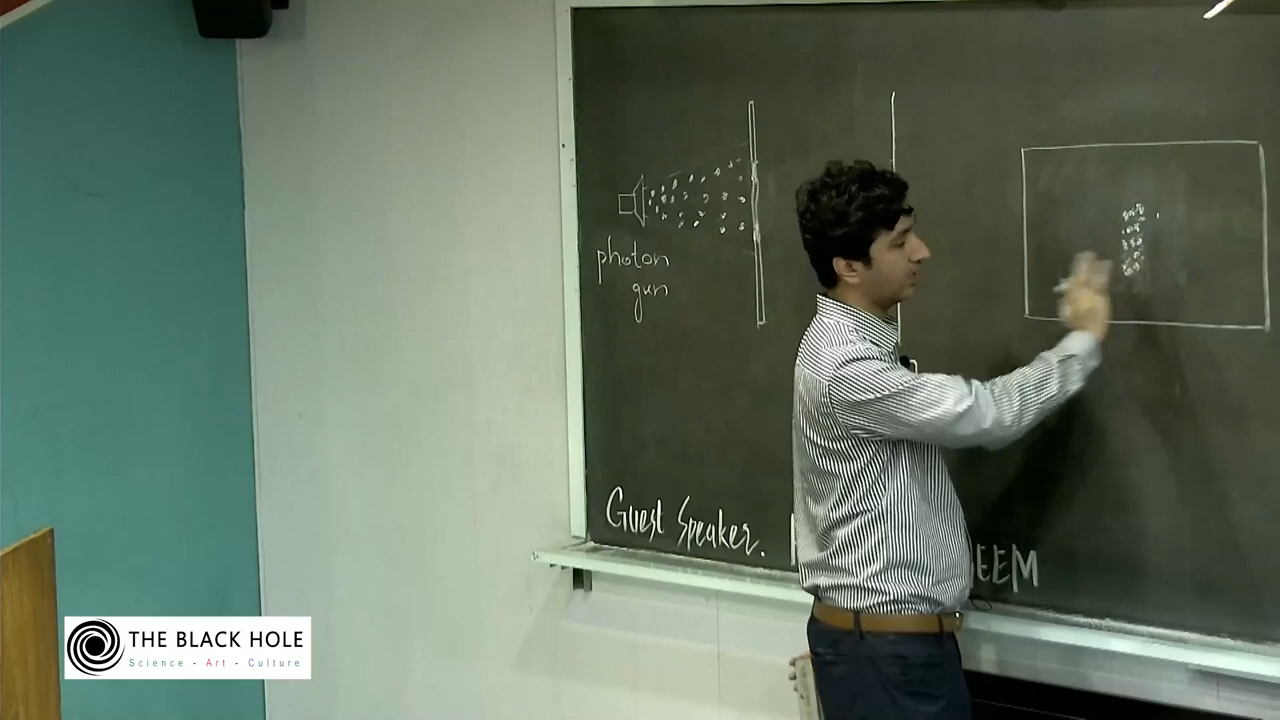 photon
gun
Guest Speaker.
EEM
THE BLACK HOLE
Science - Art - Culture